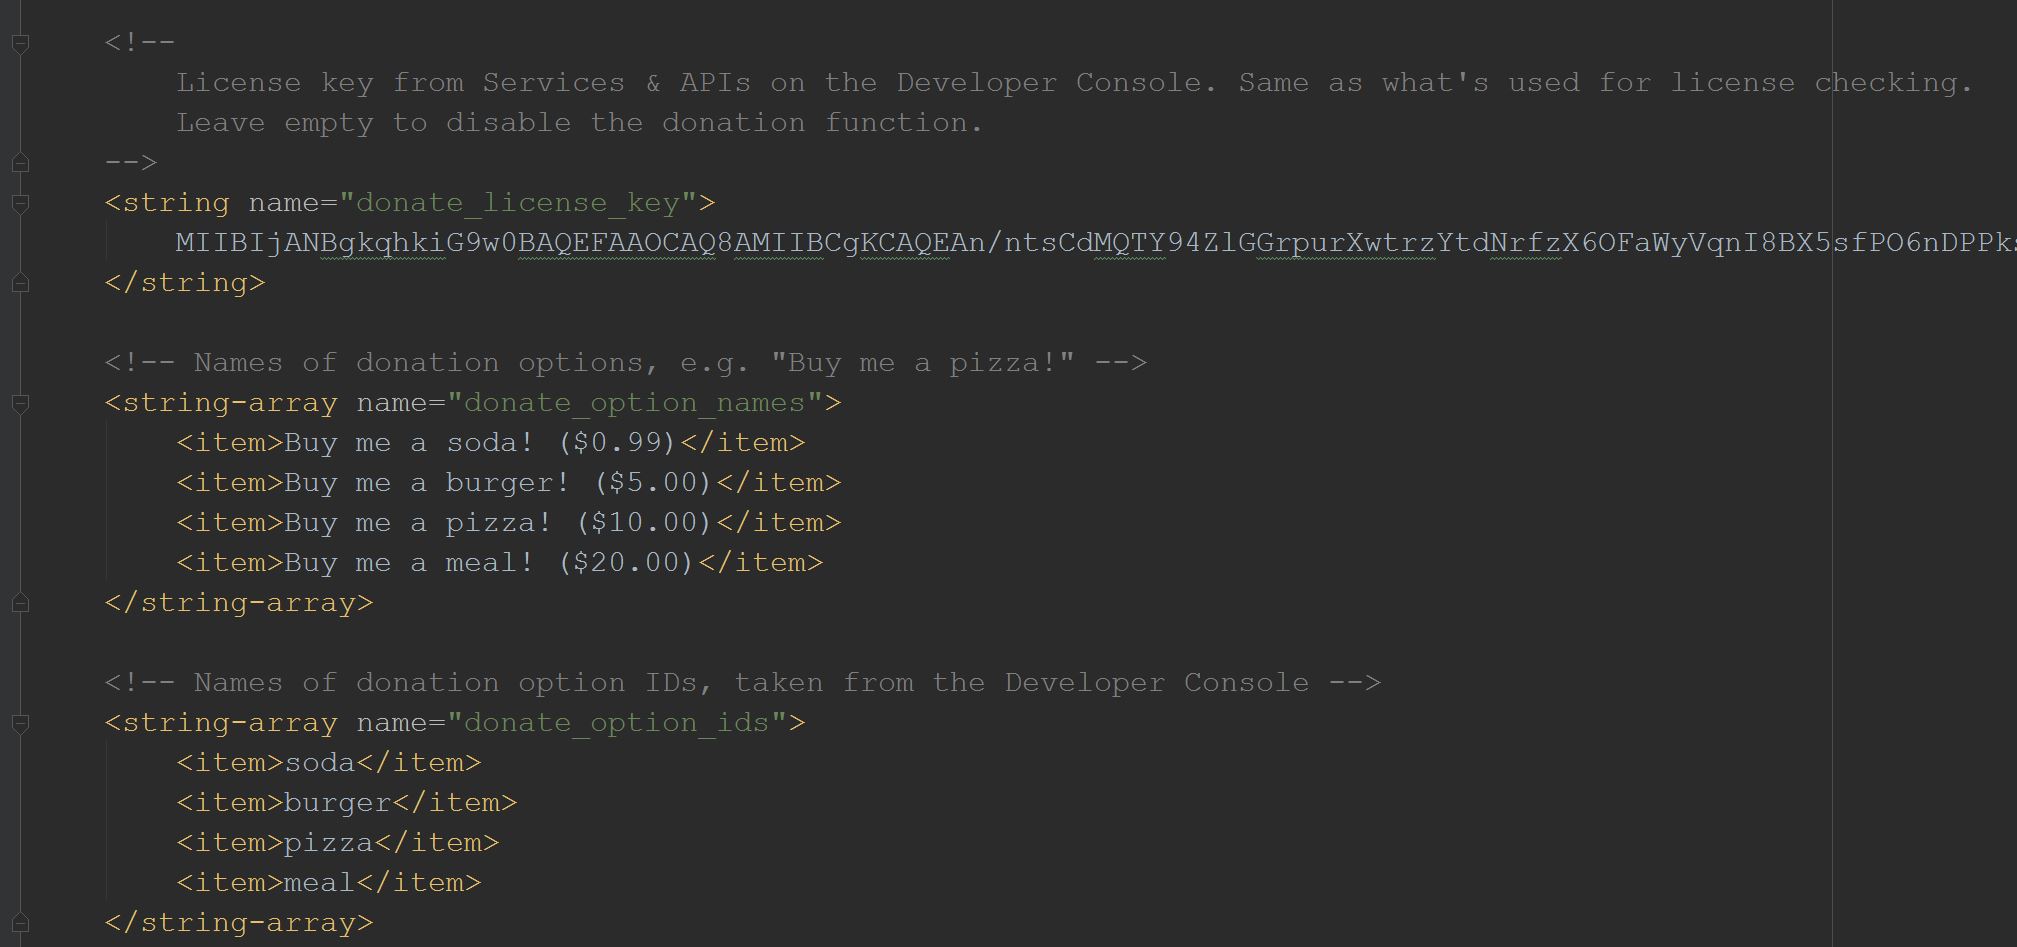 <!--
License key from Services & APIs on the Developer Console. Same as what's used for license checking.
Leave empty to disable the donation function.
-->
<string name="donate_license_key">
MIIBIjANBgkqhkiG9w0BAQEFAAOCAQ8AMIIBCgKCAQEAn/ntsCdMQTY94ZlGGrpurXwtrzYtdNrfzX6OFaWyVqnI8BX5sfPO6nDPPks
</string>
<!-- Names of donation options, e.g. "Buy me a pizza!" -->
<string-array name="donate_option_names">
<item>Buy me a soda! ($0.99)</item>
<item>Buy me a burger! ($5.00)</item>
<item>Buy me a pizza! ($10.00)</item>
<item>Buy me a meal! ($20.00)</item>
</string-array>
<!-- Names of donation option IDs, taken from the Developer Console -->
<string-array name="donate_option_ids">
<item>soda</item>
<item>burger</item>
<item>pizza</item>
<item>meal</item>
</string-array>